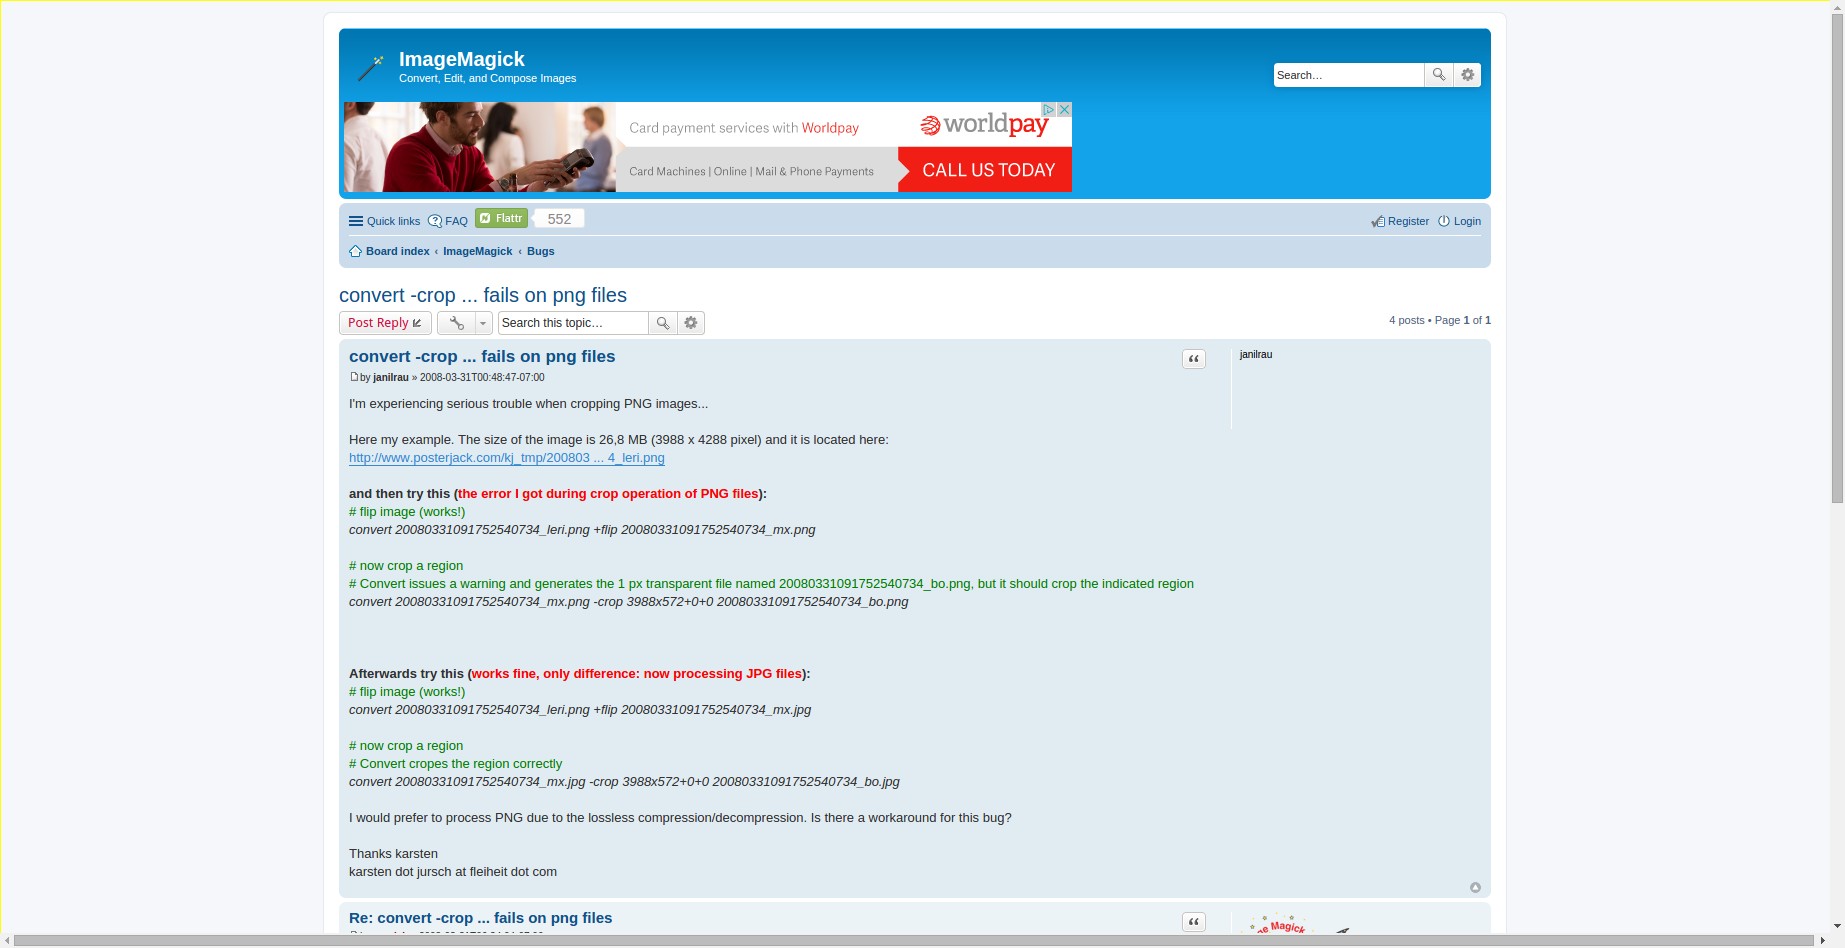 ImageMagick
Convert, Edit, and Compose Images
Search…
Card payment services with Worldpay
worldpay
Card Machines | Online | Mail & Phone Payments
CALL US TODAY
Quick links FAQ Flattr 552
Register Login
Board index ‹ ImageMagick ‹ Bugs
convert -crop ... fails on png files
Post Reply
Search this topic…
4 posts • Page 1 of 1
convert -crop ... fails on png files
janilrau
by janilrau » 2008-03-31T00:48:47-07:00
I'm experiencing serious trouble when cropping PNG images...
Here my example. The size of the image is 26,8 MB (3988 x 4288 pixel) and it is located here:
http://www.posterjack.com/kj_tmp/200803 ... 4_leri.png
and then try this (the error I got during crop operation of PNG files):
# flip image (works!)
convert 20080331091752540734_leri.png +flip 20080331091752540734_mx.png
# now crop a region
# Convert issues a warning and generates the 1 px transparent file named 20080331091752540734_bo.png, but it should crop the indicated region
convert 20080331091752540734_mx.png -crop 3988x572+0+0 20080331091752540734_bo.png
Afterwards try this (works fine, only difference: now processing JPG files):
# flip image (works!)
convert 20080331091752540734_leri.png +flip 20080331091752540734_mx.jpg
# now crop a region
# Convert cropes the region correctly
convert 20080331091752540734_mx.jpg -crop 3988x572+0+0 20080331091752540734_bo.jpg
I would prefer to process PNG due to the lossless compression/decompression. Is there a workaround for this bug?
Thanks karsten
karsten dot jursch at fleiheit dot com
Re: convert -crop ... fails on png files
Magick